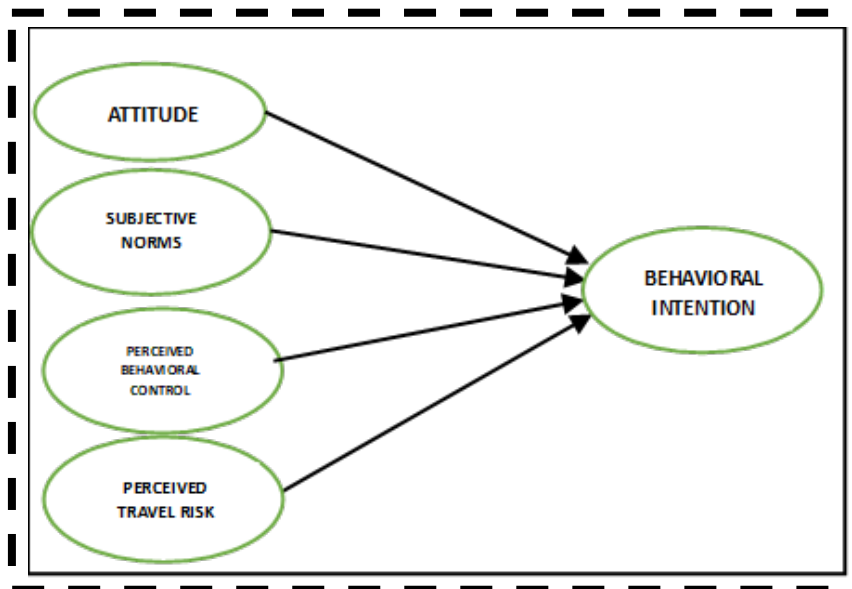 ATTITUDE
SUBJECTIVE
NORMS
PERCEIVED
BEHAVIORAL
CONTROL
PERCEIVED
TRAVEL RISK
BEHAVIORAL
INTENTION